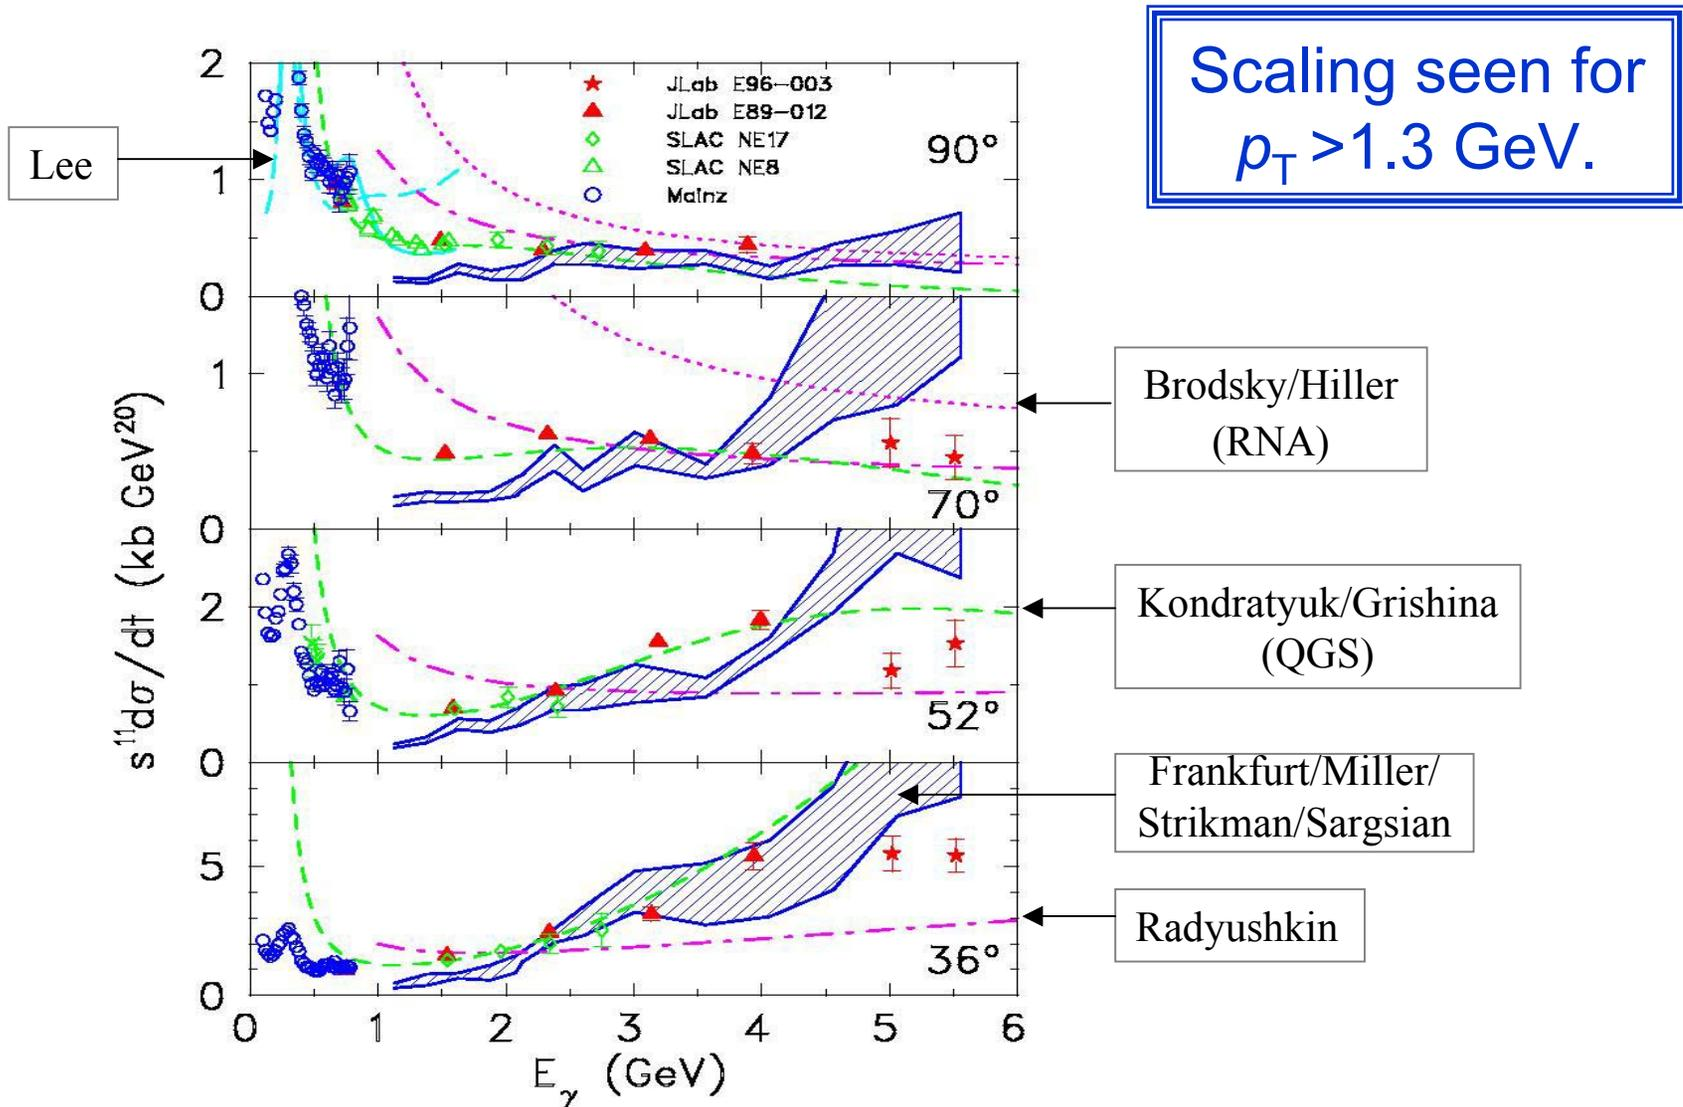 Scaling seen for
p_T >1.3 GeV.
Lee
JLab E96-003
JLab E89-012
SLAC NE17
SLAC NE8
Mainz
90°
70°
52°
36°
2
1
0
1
0
2
0
5
0
0 1 2 3 4 5 6
s¹¹dσ/dt (kb GeV²⁰)
E_γ (GeV)
Brodsky/Hiller
(RNA)
Kondratyuk/Grishina
(QGS)
Frankfurt/Miller/
Strikman/Sargsian
Radyushkin